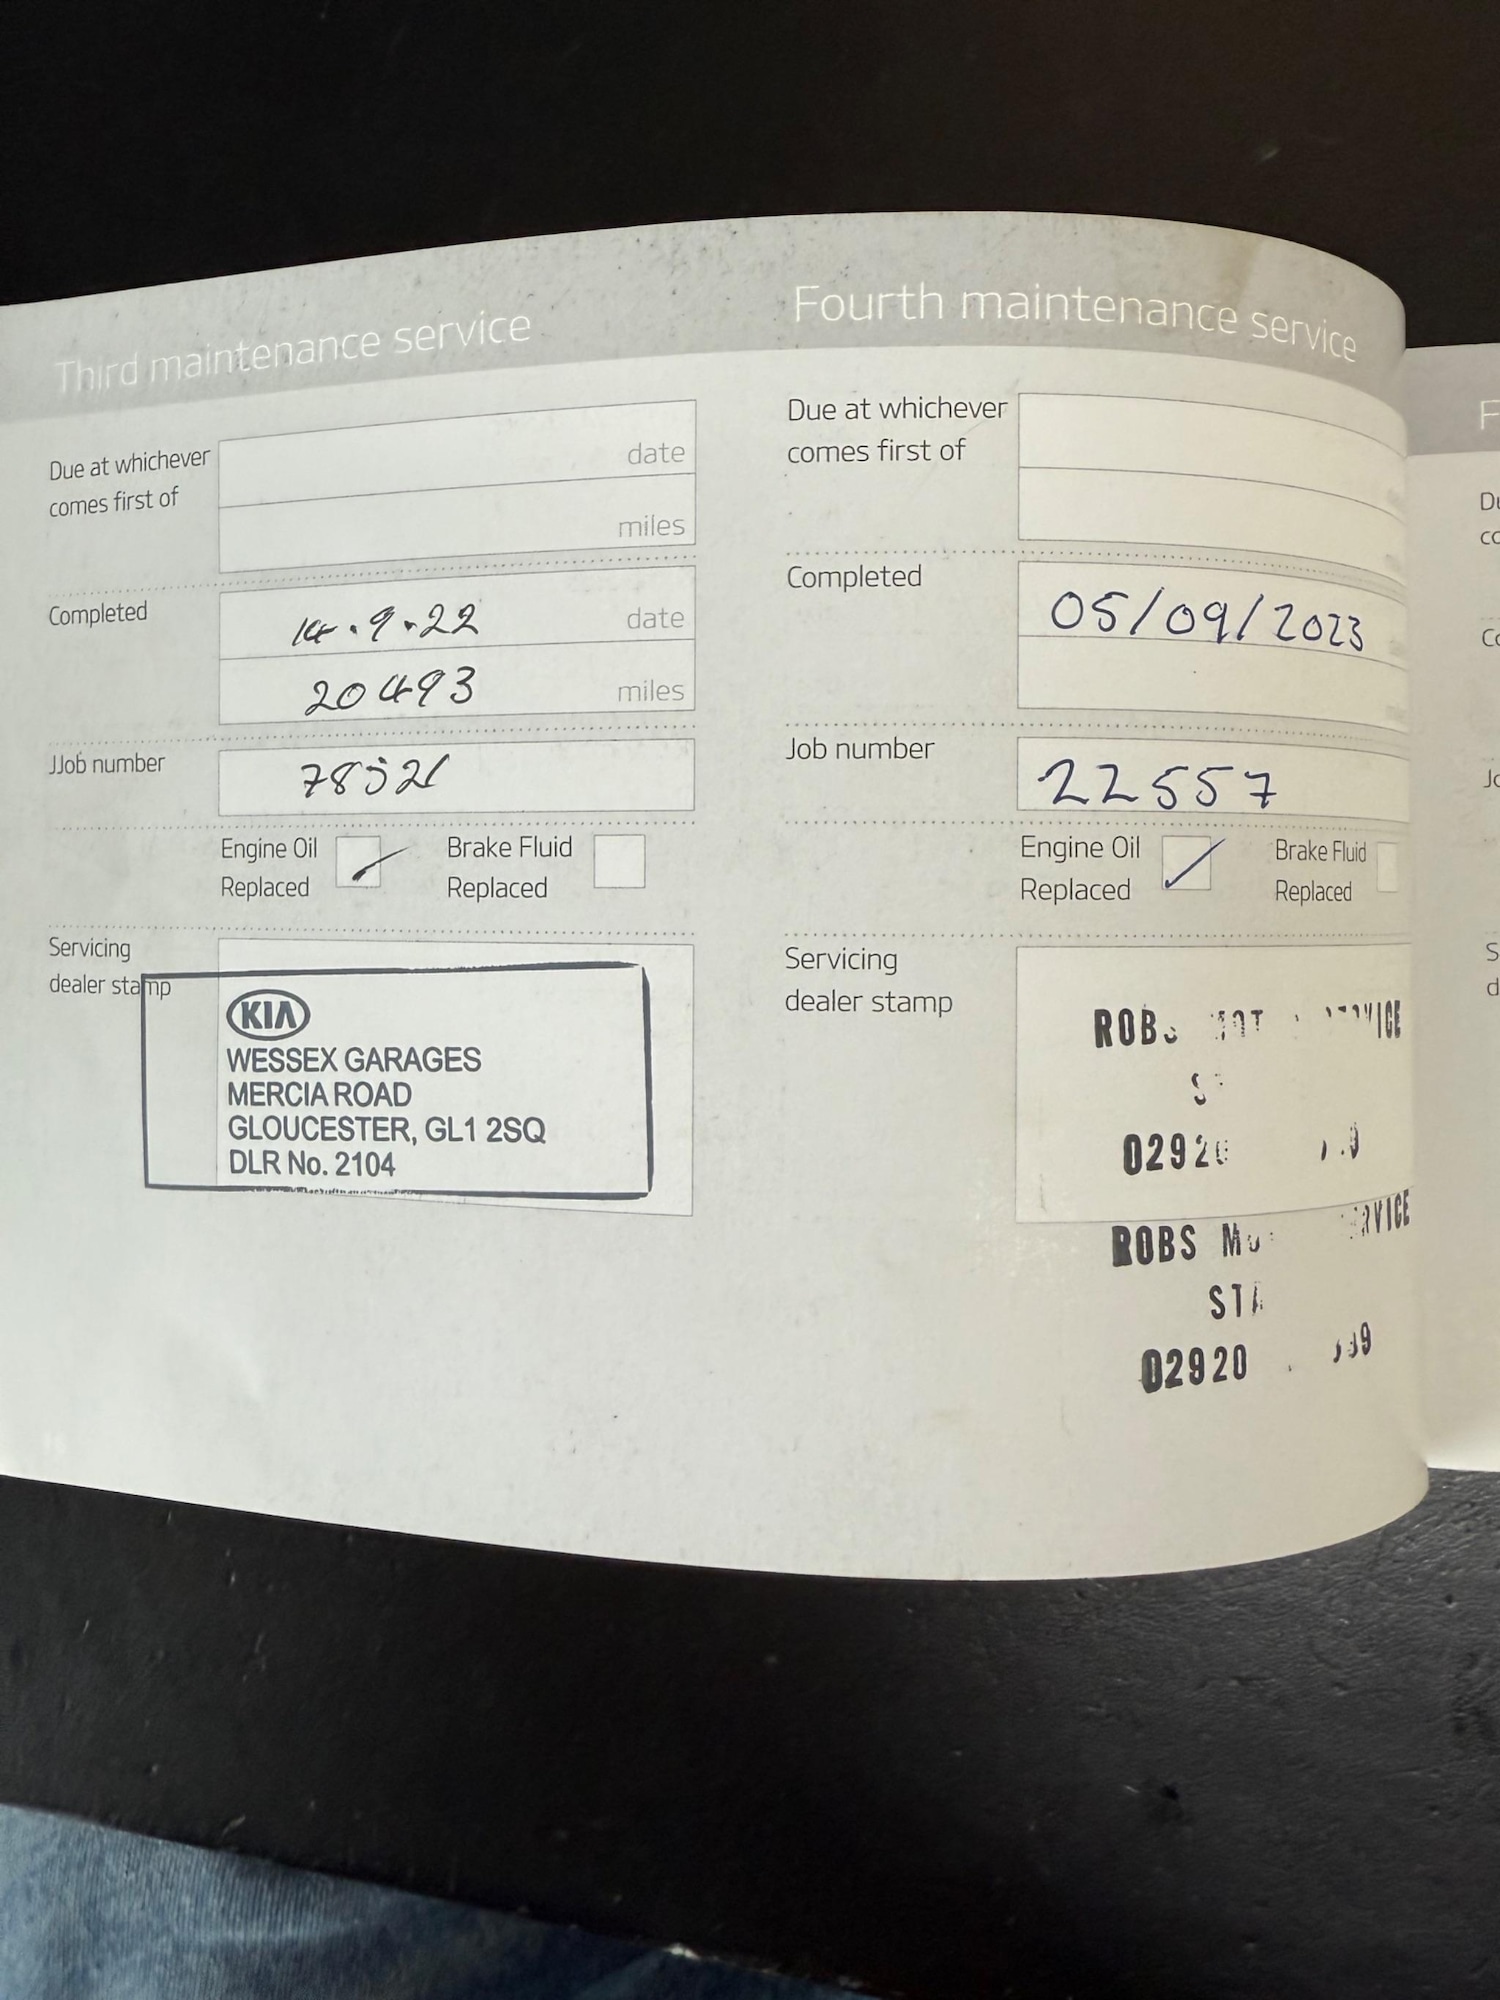 Third maintenance service
Due at whichever
comes first of
date
miles
Completed
14.9.22 date
20493 miles
JJob number
78521
Engine Oil
Replaced
Brake Fluid
Replaced
Servicing
dealer stamp
KIA
WESSEX GARAGES
MERCIA ROAD
GLOUCESTER, GL1 2SQ
DLR No. 2104
Fourth maintenance service
Due at whichever
comes first of
Completed
05/09/2023
Job number
22557
Engine Oil
Replaced
Brake Fluid
Replaced
Servicing
dealer stamp
ROBS
02920
ROBS
02920